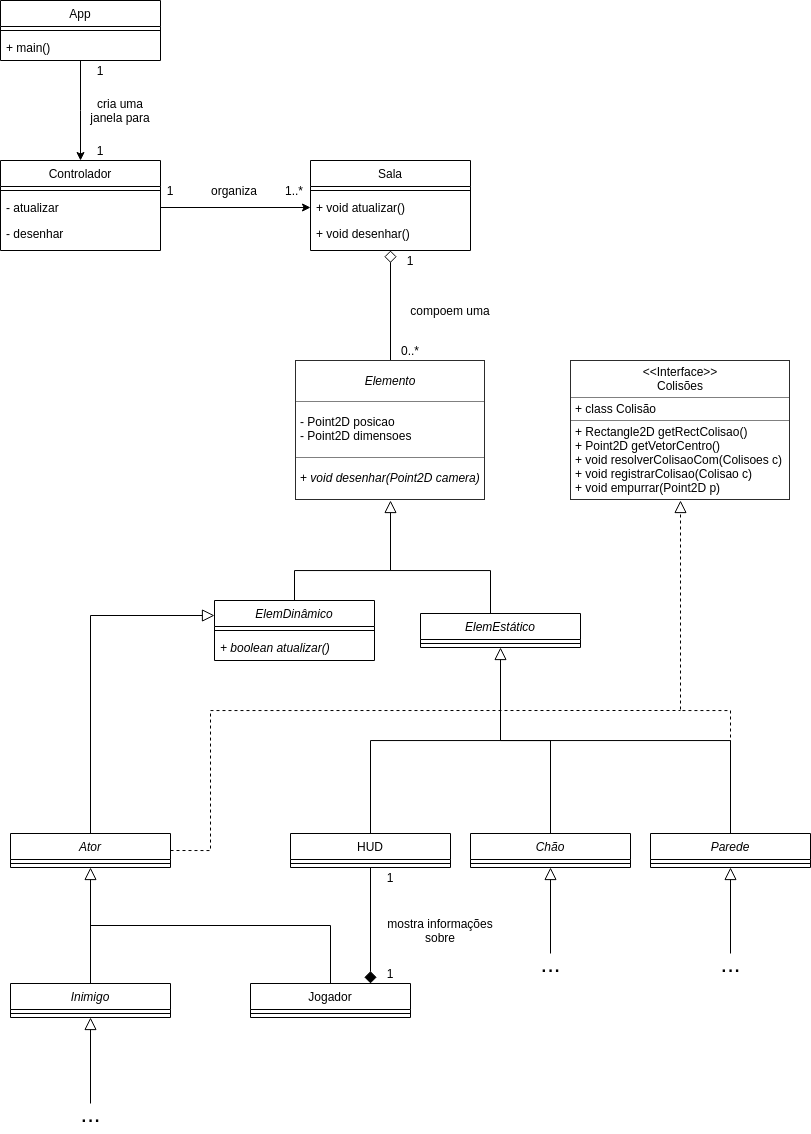 App
+ main()
1
cria uma
janela para
1
Controlador
- atualizar
- desenhar
1
organiza
1..*
Sala
+ void atualizar()
+ void desenhar()
1
compoem uma
0..*
Elemento
- Point2D posicao
- Point2D dimensoes
+ void desenhar(Point2D camera)
<<Interface>>
Colisões
+ class Colisão
+ Rectangle2D getRectColisao()
+ Point2D getVetorCentro()
+ void resolverColisaoCom(Colisoes c)
+ void registrarColisao(Colisao c)
+ void empurrar(Point2D p)
ElemDinâmico
+ boolean atualizar()
ElemEstático
Ator
HUD
Chão
Parede
1
mostra informações
sobre
1
...
...
Inimigo
Jogador
...